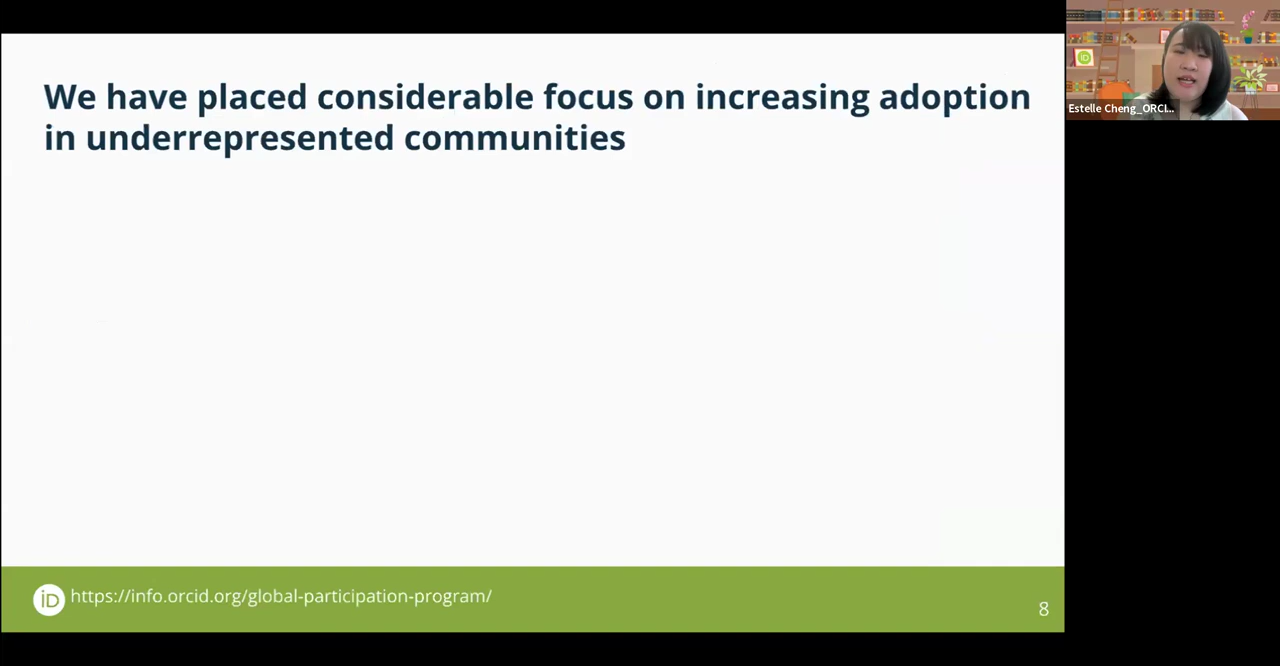 We have placed considerable focus on increasing adoption
in underrepresented communities
Estelle Cheng_ORCI...
iD
https://info.orcid.org/global-participation-program/
8